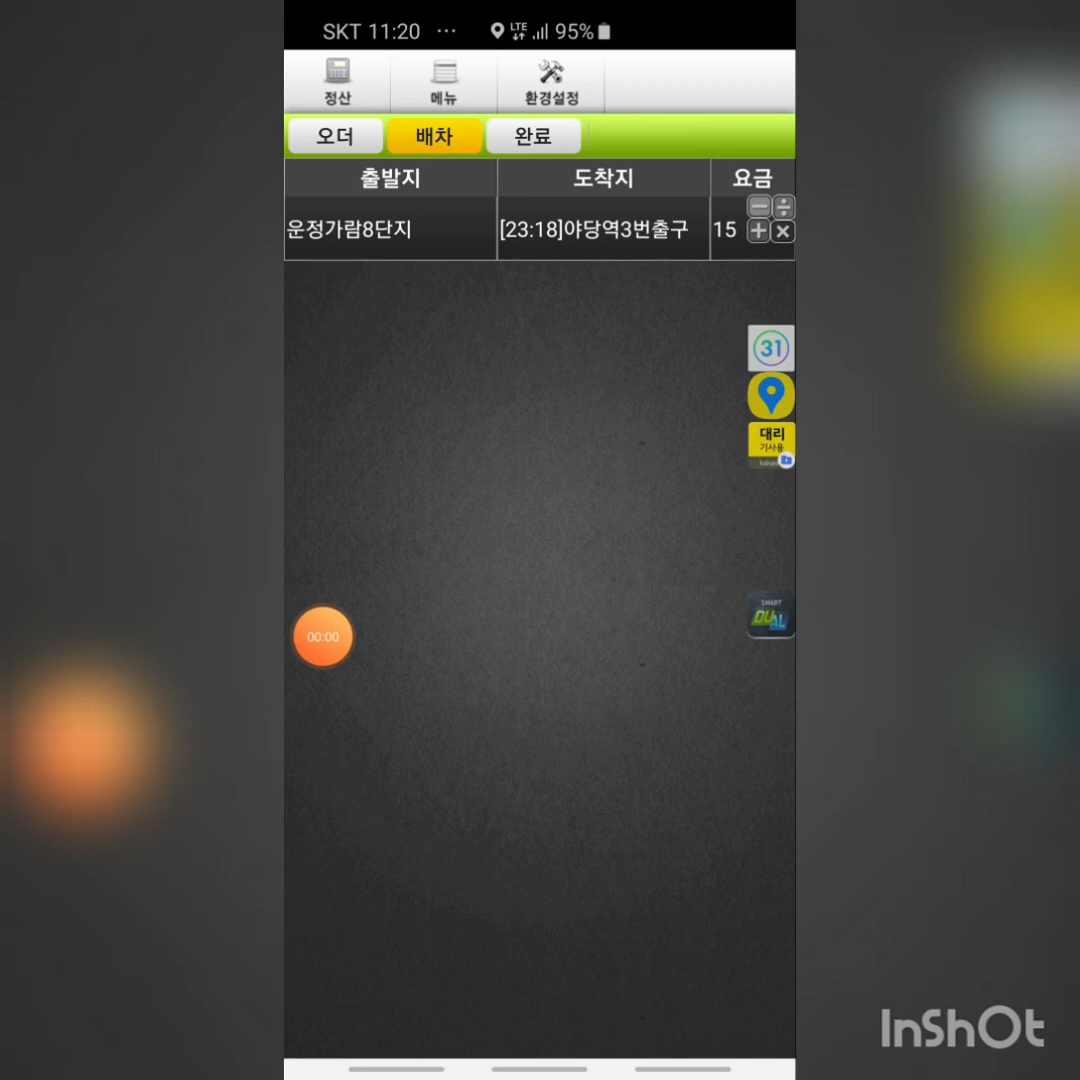 SKT 11:20 ··· LTE 95%
정산 메뉴 환경설정
오더 배차 완료
출발지 도착지 요금
운정가람8단지 [23:18]야당역3번출구 15
31
대리
기사용
00:00
SMART
DUAL
InShOt